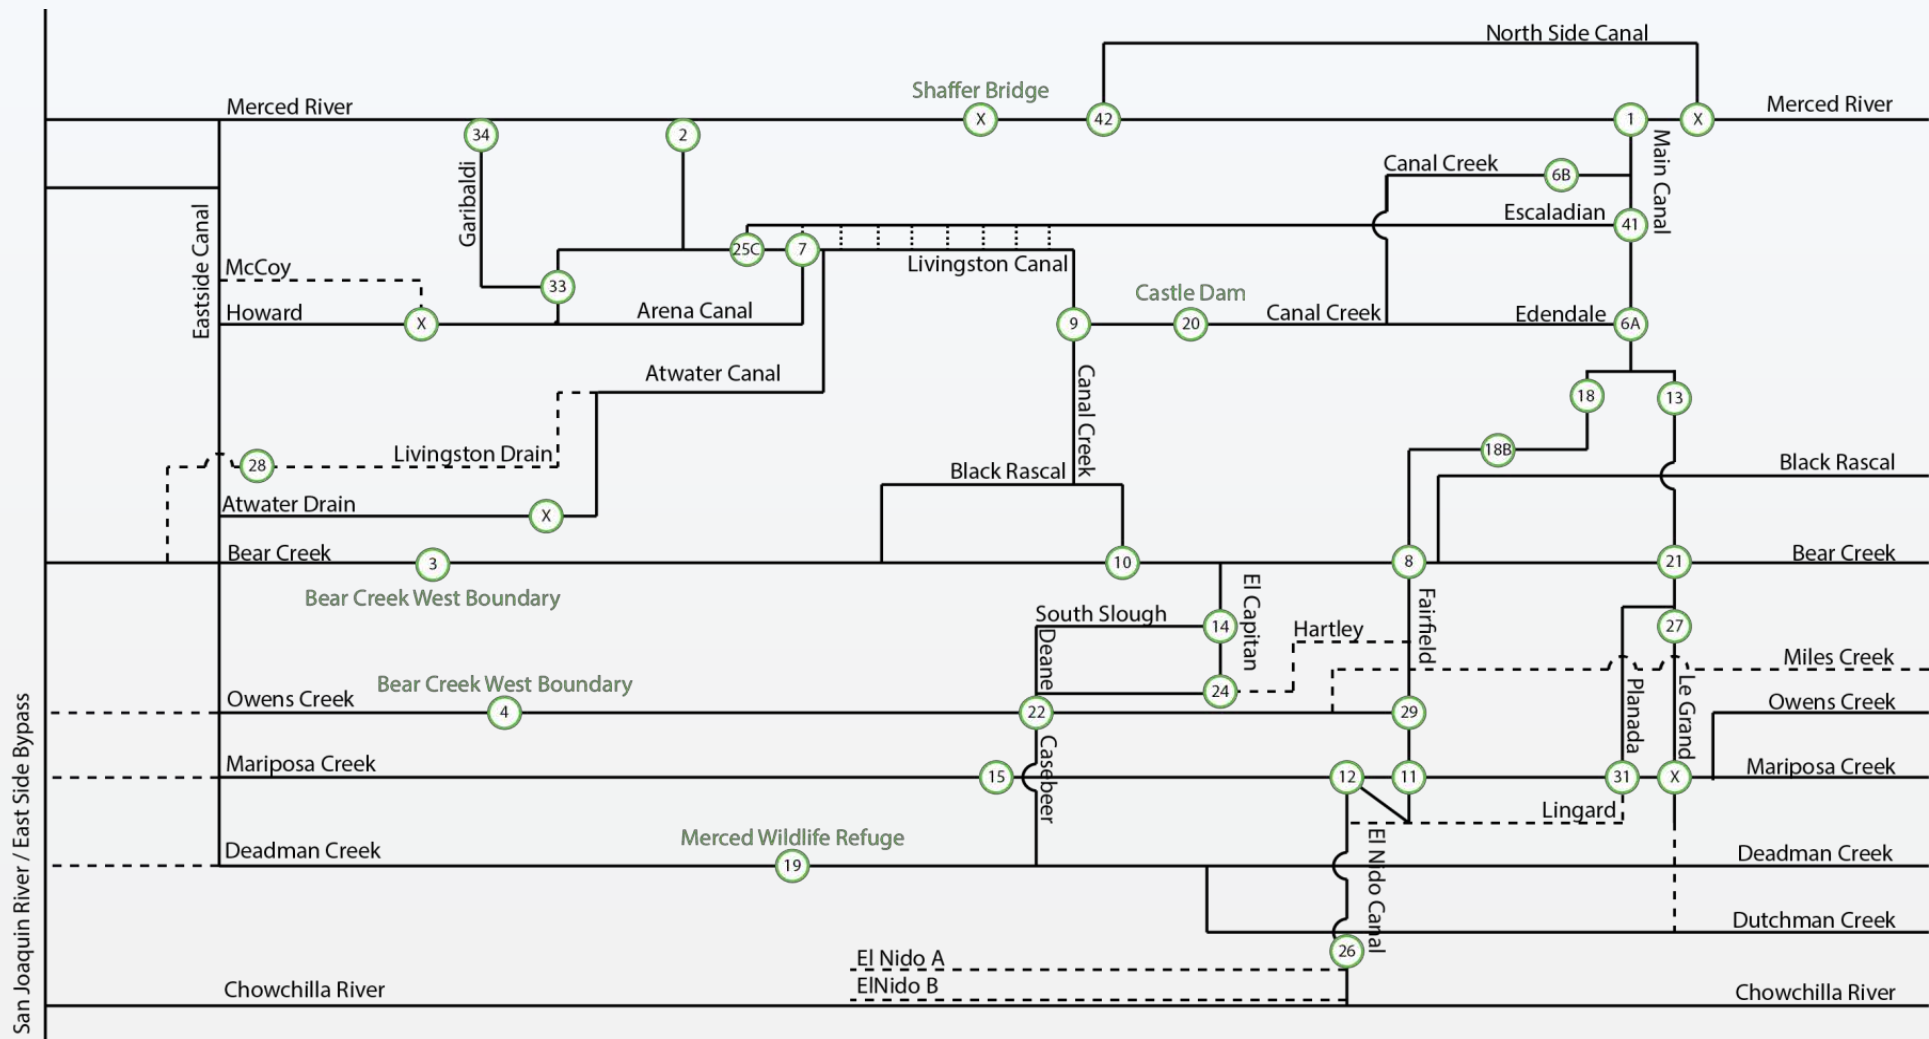 North Side Canal
Shaffer Bridge
Merced River
Merced River
34
2
X
42
1
X
Main Canal
Canal Creek
6B
Garibaldi
Escaladian
41
Eastside Canal
25C
7
Livingston Canal
McCoy
33
Castle Dam
Howard
X
Arena Canal
9
20
Canal Creek
Edendale
6A
Atwater Canal
Canal Creek
18
13
Livingston Drain
28
18B
Black Rascal
Black Rascal
Atwater Drain
X
Bear Creek
3
10
8
21
Bear Creek
Bear Creek West Boundary
El Capitan
Fairfield
South Slough
14
Hartley
27
Deane
Miles Creek
Bear Creek West Boundary
24
Planada
Le Grand
Owens Creek
4
22
29
Owens Creek
Casebeer
Mariposa Creek
15
12
11
31
X
Mariposa Creek
Lingard
Merced Wildlife Refuge
El Nido Canal
Deadman Creek
19
Deadman Creek
Dutchman Creek
26
El Nido A
ElNido B
Chowchilla River
Chowchilla River
San Joaquin River / East Side Bypass